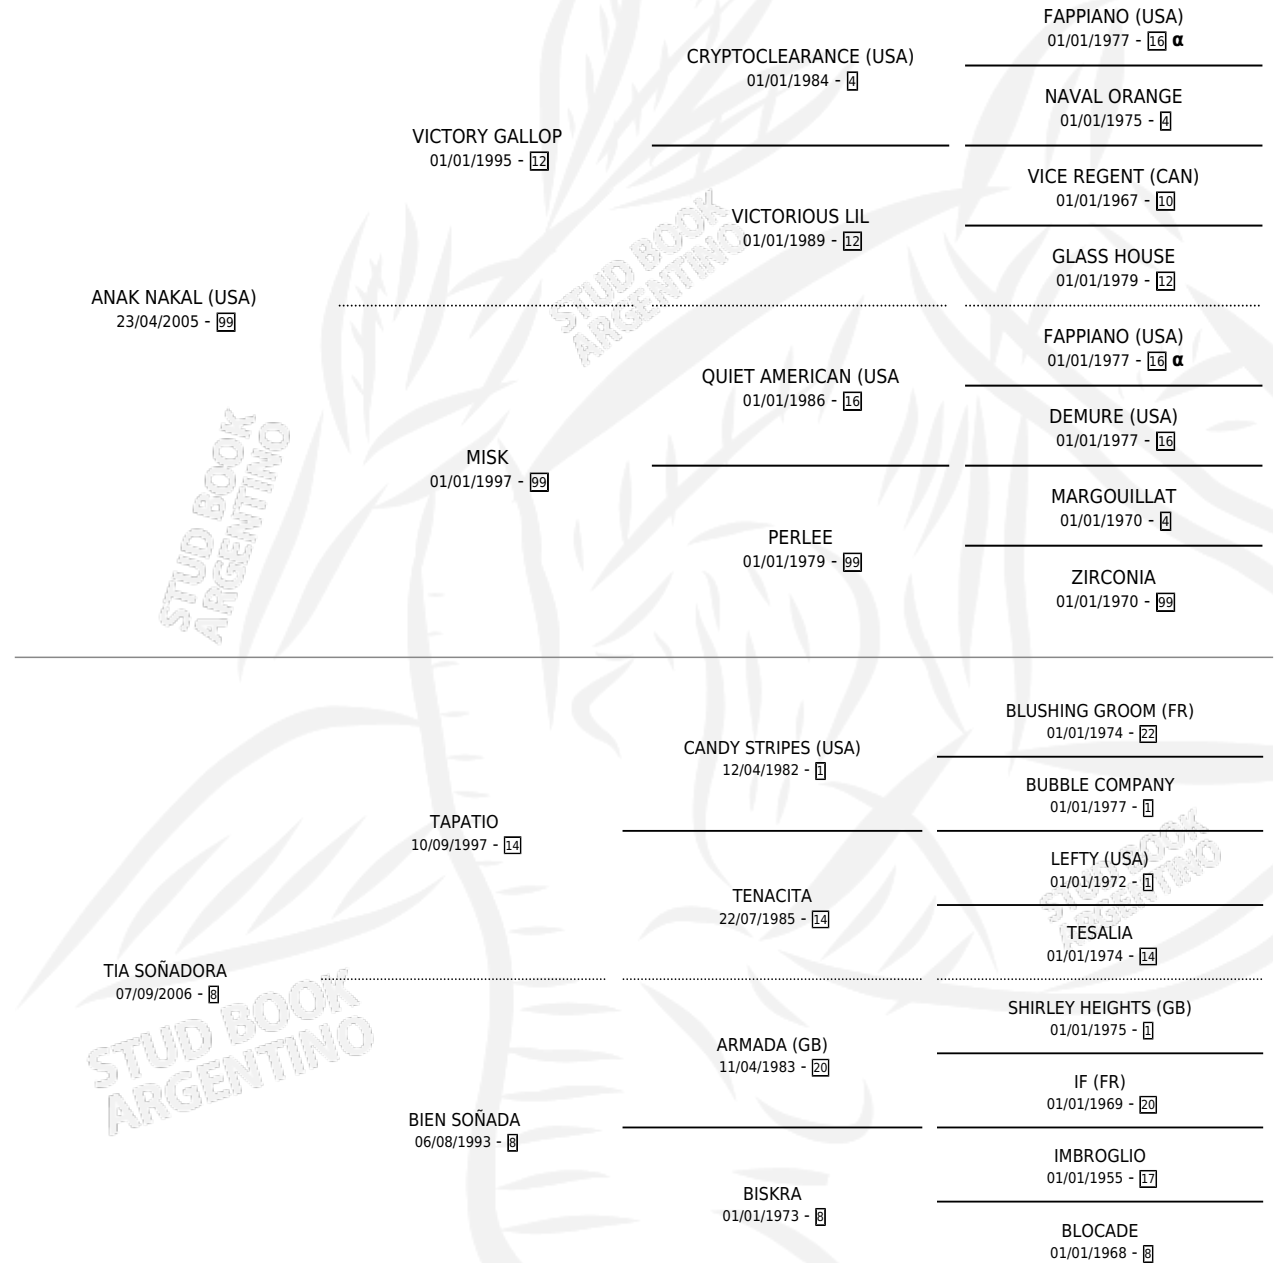 FAPPIANO (USA)
01/01/1977 - 16 α
CRYPTOCLEARANCE (USA)
01/01/1984 - 4
NAVAL ORANGE
01/01/1975 - 4
VICTORY GALLOP
01/01/1995 - 12
VICE REGENT (CAN)
01/01/1967 - 10
VICTORIOUS LIL
01/01/1989 - 12
GLASS HOUSE
01/01/1979 - 12
ANAK NAKAL (USA)
23/04/2005 - 99
FAPPIANO (USA)
01/01/1977 - 16 α
QUIET AMERICAN (USA
01/01/1986 - 16
DEMURE (USA)
01/01/1977 - 16
MISK
01/01/1997 - 99
MARGOUILLAT
01/01/1970 - 4
PERLEE
01/01/1979 - 99
ZIRCONIA
01/01/1970 - 99
BLUSHING GROOM (FR)
01/01/1974 - 22
CANDY STRIPES (USA)
12/04/1982 - 1
BUBBLE COMPANY
01/01/1977 - 1
TAPATIO
10/09/1997 - 14
LEFTY (USA)
01/01/1972 - 1
TENACITA
22/07/1985 - 14
TESALIA
01/01/1974 - 14
TIA SOÑADORA
07/09/2006 - 8
SHIRLEY HEIGHTS (GB)
01/01/1975 - 1
ARMADA (GB)
11/04/1983 - 20
IF (FR)
01/01/1969 - 20
BIEN SOÑADA
06/08/1993 - 8
IMBROGLIO
01/01/1955 - 17
BISKRA
01/01/1973 - 8
BLOCADE
01/01/1968 - 8
STUD BOOK
ARGENTINO
STUD BOOK
ARGENTINO
STUD BOOK
ARGENTINO
STUD BOOK
ARGENTINO